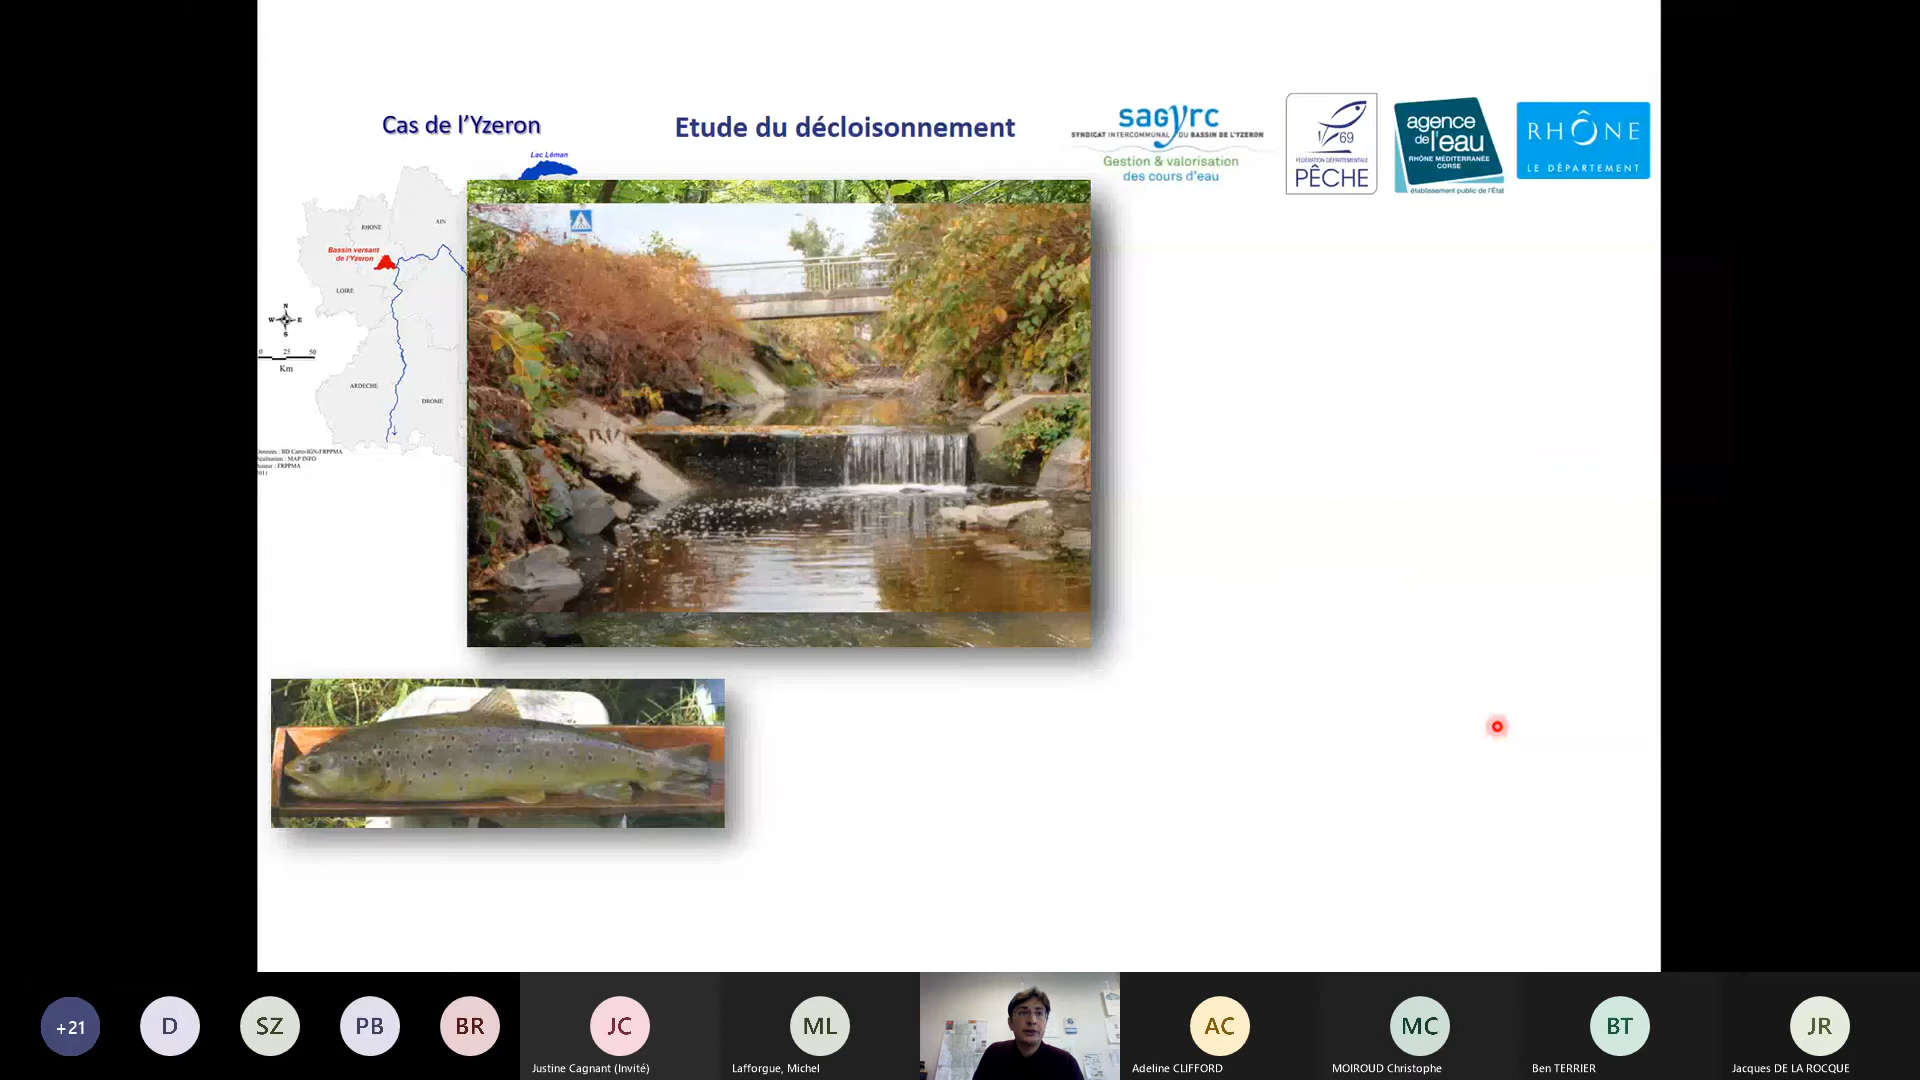 Cas de l’Yzeron
Etude du décloisonnement
sagyrc
SYNDICAT INTERCOMMUNAL DU BASSIN DE L'YZERON
Gestion & valorisation
des cours d'eau
69
FÉDÉRATION DÉPARTEMENTALE
PÊCHE
agence
de l'eau
RHÔNE MÉDITERRANÉE
CORSE
établissement public de l'État
RHÔNE
LE DÉPARTEMENT
Lac Léman
RHONE
AIN
Bassin versant
de l'Yzeron
LOIRE
N
W E
S
0 25 50
Km
ARDECHE
DROME
Données : BD Carto-IGN-FRPPMA
Réalisation : MAP INFO
Auteur : FRPPMA
2011
+21
D
SZ
PB
BR
JC
Justine Cagnant (Invité)
ML
Lafforgue, Michel
AC
Adeline CLIFFORD
MC
MOIROUD Christophe
BT
Ben TERRIER
JR
Jacques DE LA ROCQUE